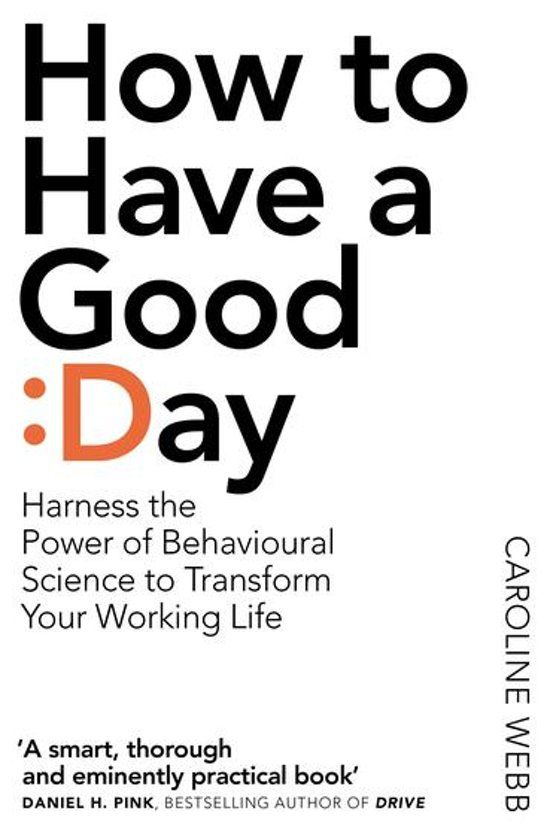 How to
Have a
Good
:Day
Harness the
Power of Behavioural
Science to Transform
Your Working Life
CAROLINE WEBB
‘A smart, thorough
and eminently practical book’
DANIEL H. PINK, BESTSELLING AUTHOR OF DRIVE